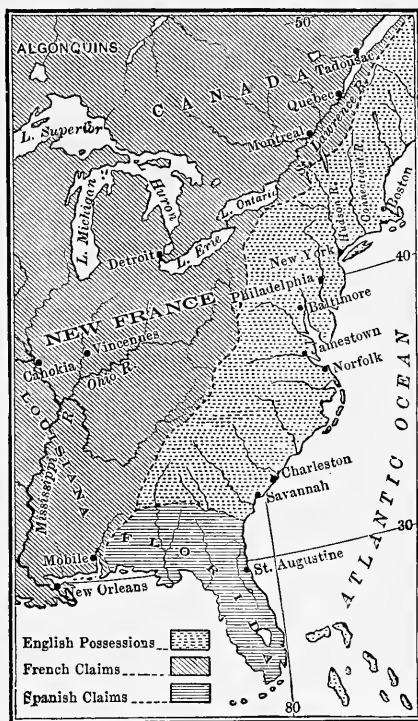 50
ALGONQUINS
Tadousac
CANADA
Quebec
L. Superior
Montreal
Lawrence R.
L. Michigan
Huron
L. Ontario
Hudson R.
Connecticut R.
Boston
Detroit
L. Erie
New York
40
Philadelphia
NEW FRANCE
Baltimore
Vincennes
Jamestown
Cahokia
Norfolk
Ohio R.
LOUISIANA
Mississippi R.
Charleston
Savannah
ATLANTIC OCEAN
30
Mobile
FLORIDA
St. Augustine
New Orleans
English Possessions
French Claims
Spanish Claims
80